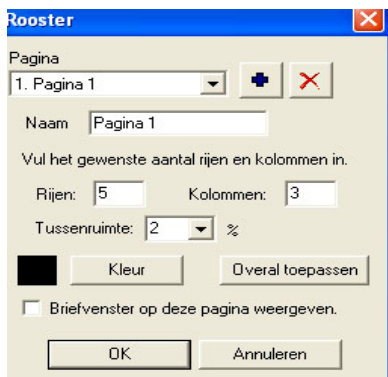 Rooster
Pagina
1. Pagina 1
Naam Pagina 1
Vul het gewenste aantal rijen en kolommen in.
Rijen: 5 Kolommen: 3
Tussenruimte: 2 %
Kleur Overal toepassen
Briefvenster op deze pagina weergeven.
OK Annuleren